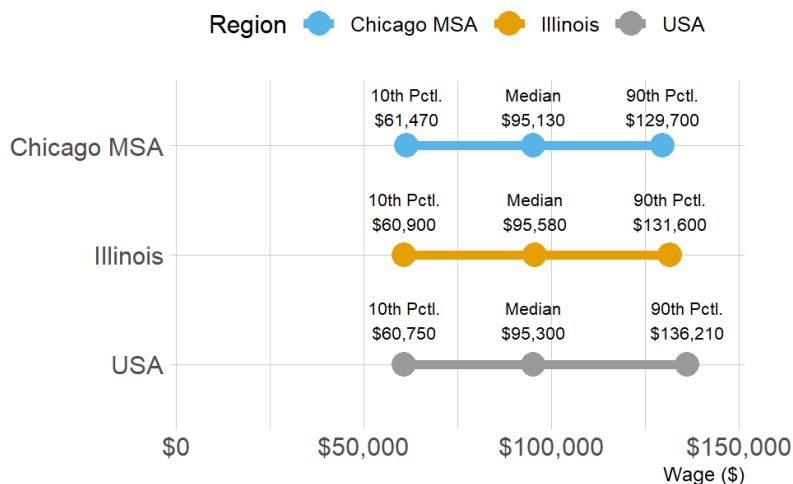 Region Chicago MSA Illinois USA
10th Pctl. Median 90th Pctl.
$61,470 $95,130 $129,700
Chicago MSA
10th Pctl. Median 90th Pctl.
$60,900 $95,580 $131,600
Illinois
10th Pctl. Median 90th Pctl.
$60,750 $95,300 $136,210
USA
$0 $50,000 $100,000 $150,000
Wage ($)